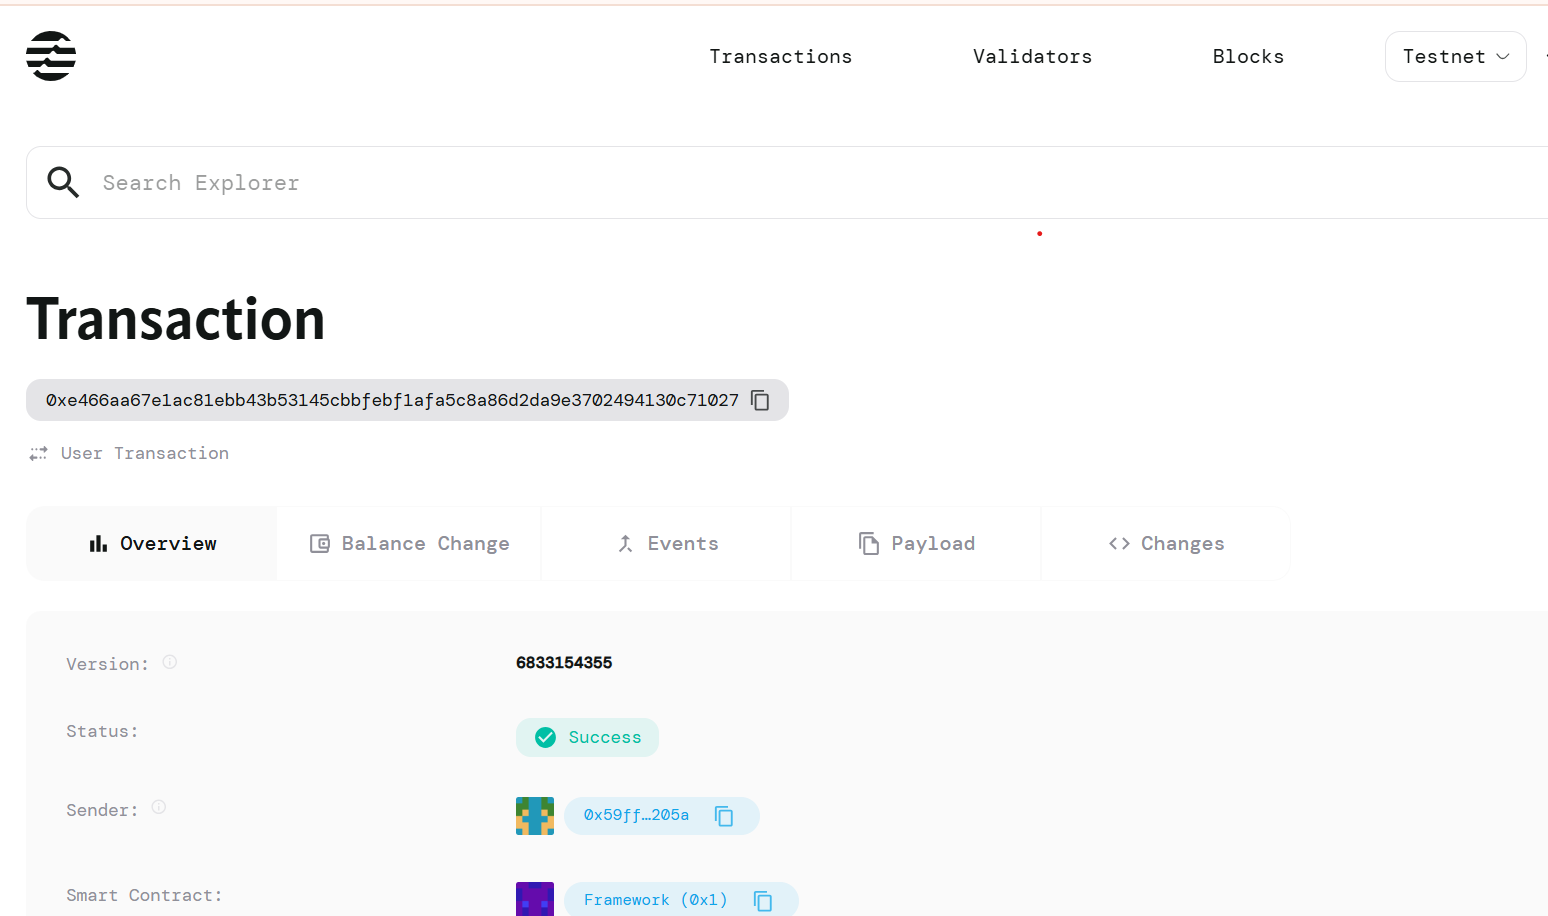 Transactions Validators Blocks Testnet
Search Explorer
Transaction
0xe466aa67e1ac81ebb43b53145cbbfebf1afa5c8a86d2da9e3702494130c71027
User Transaction
Overview Balance Change Events Payload Changes
Version: 6833154355
Status: Success
Sender: 0x59ff…205a
Smart Contract: Framework (0x1)